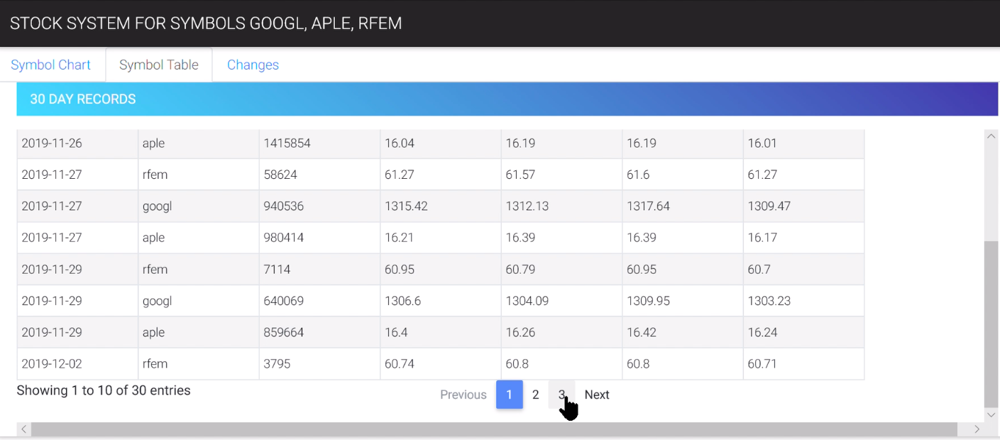 STOCK SYSTEM FOR SYMBOLS GOOGL, APLE, RFEM
Symbol Chart Symbol Table Changes
30 DAY RECORDS
2019-11-26 aple 1415854 16.04 16.19 16.19 16.01
2019-11-27 rfem 58624 61.27 61.57 61.6 61.27
2019-11-27 googl 940536 1315.42 1312.13 1317.64 1309.47
2019-11-27 aple 980414 16.21 16.39 16.39 16.17
2019-11-29 rfem 7114 60.95 60.79 60.95 60.7
2019-11-29 googl 640069 1306.6 1304.09 1309.95 1303.23
2019-11-29 aple 859664 16.4 16.26 16.42 16.24
2019-12-02 rfem 3795 60.74 60.8 60.8 60.71
Showing 1 to 10 of 30 entries Previous 1 2 3 Next